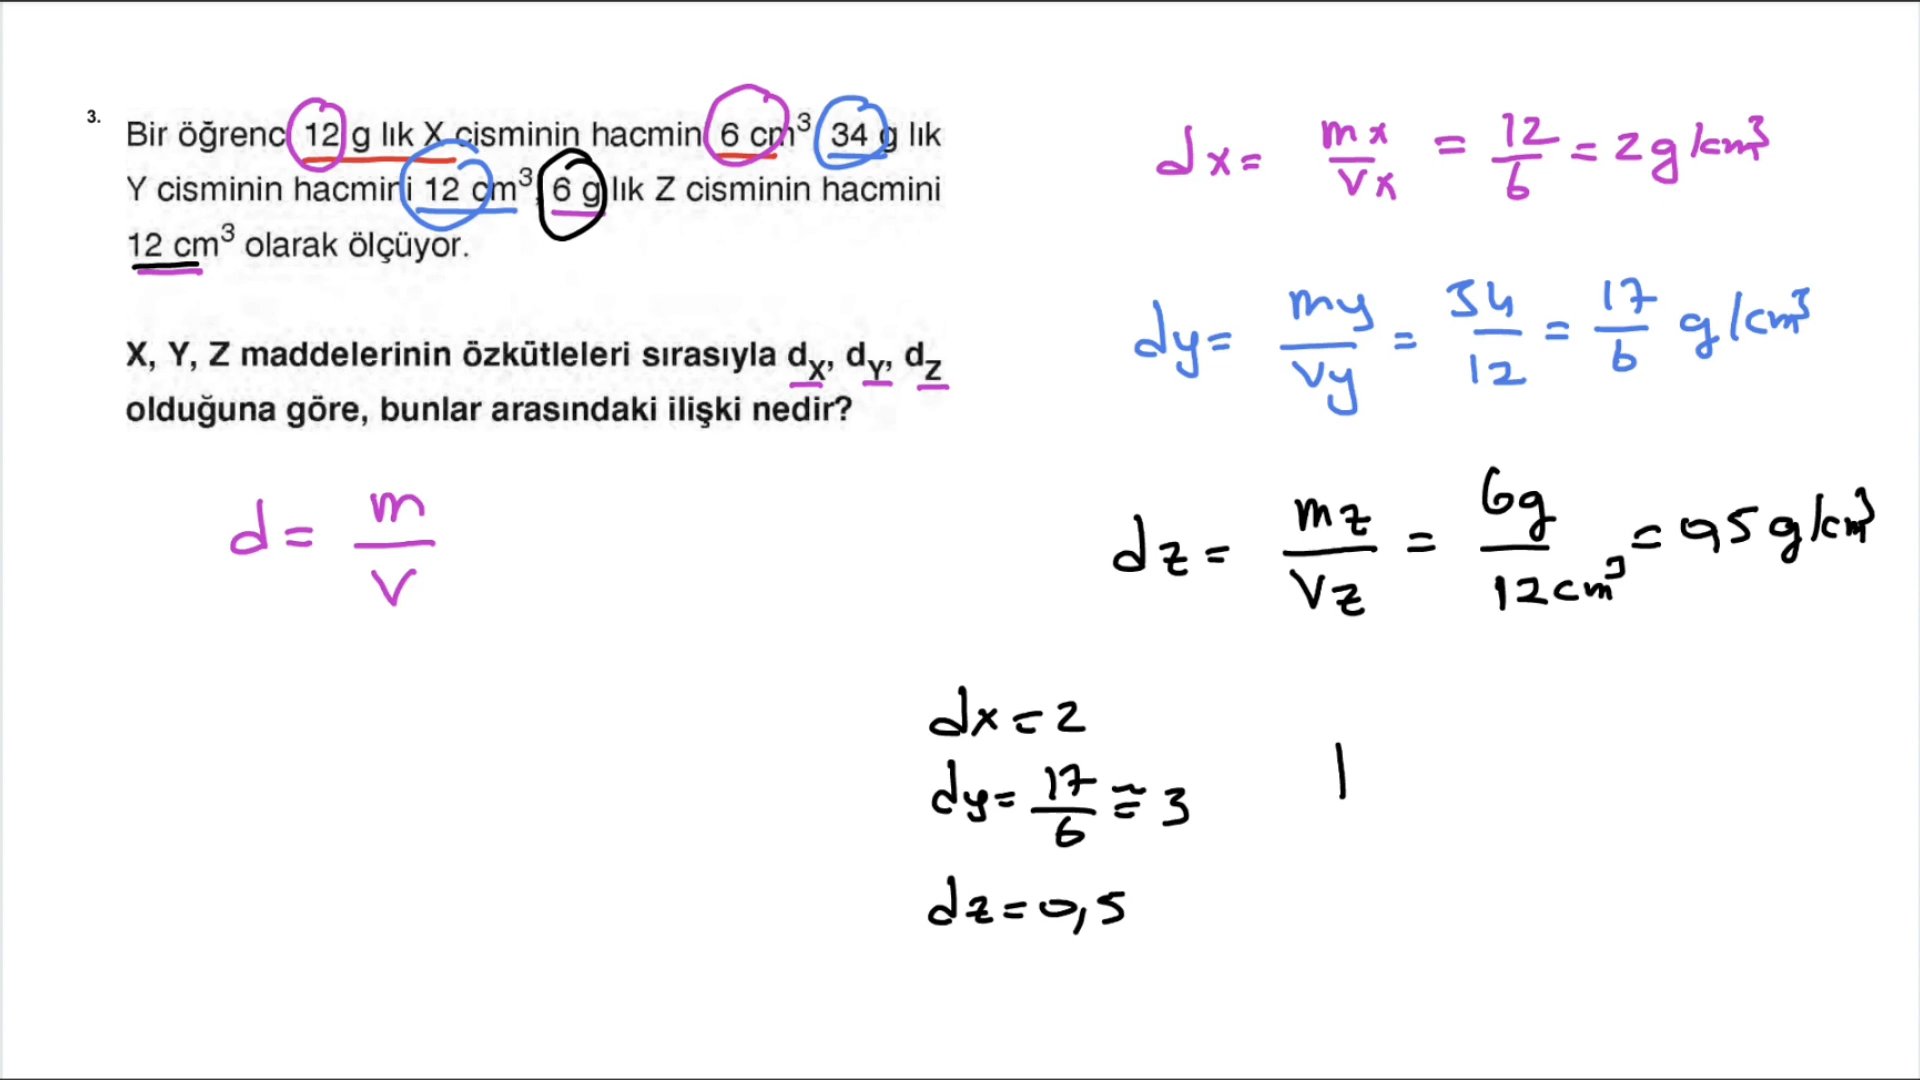 3.
Bir öğrenc 12 g lık X cisminin hacmin 6 cm³ 34 g lık
Y cisminin hacmini 12 cm³, 6 g lık Z cisminin hacmini
12 cm³ olarak ölçüyor.
X, Y, Z maddelerinin özkütleleri sırasıyla dX, dY, dZ
olduğuna göre, bunlar arasındaki ilişki nedir?
d = m/V
dx = mx/Vx = 12/6 = 2 g/cm³
dy = my/Vy = 34/12 = 17/6 g/cm³
dz = mz/Vz = 6g/12cm³ = 0,5 g/cm³
dx = 2
dy = 17/6 ≅ 3
dz = 0,5